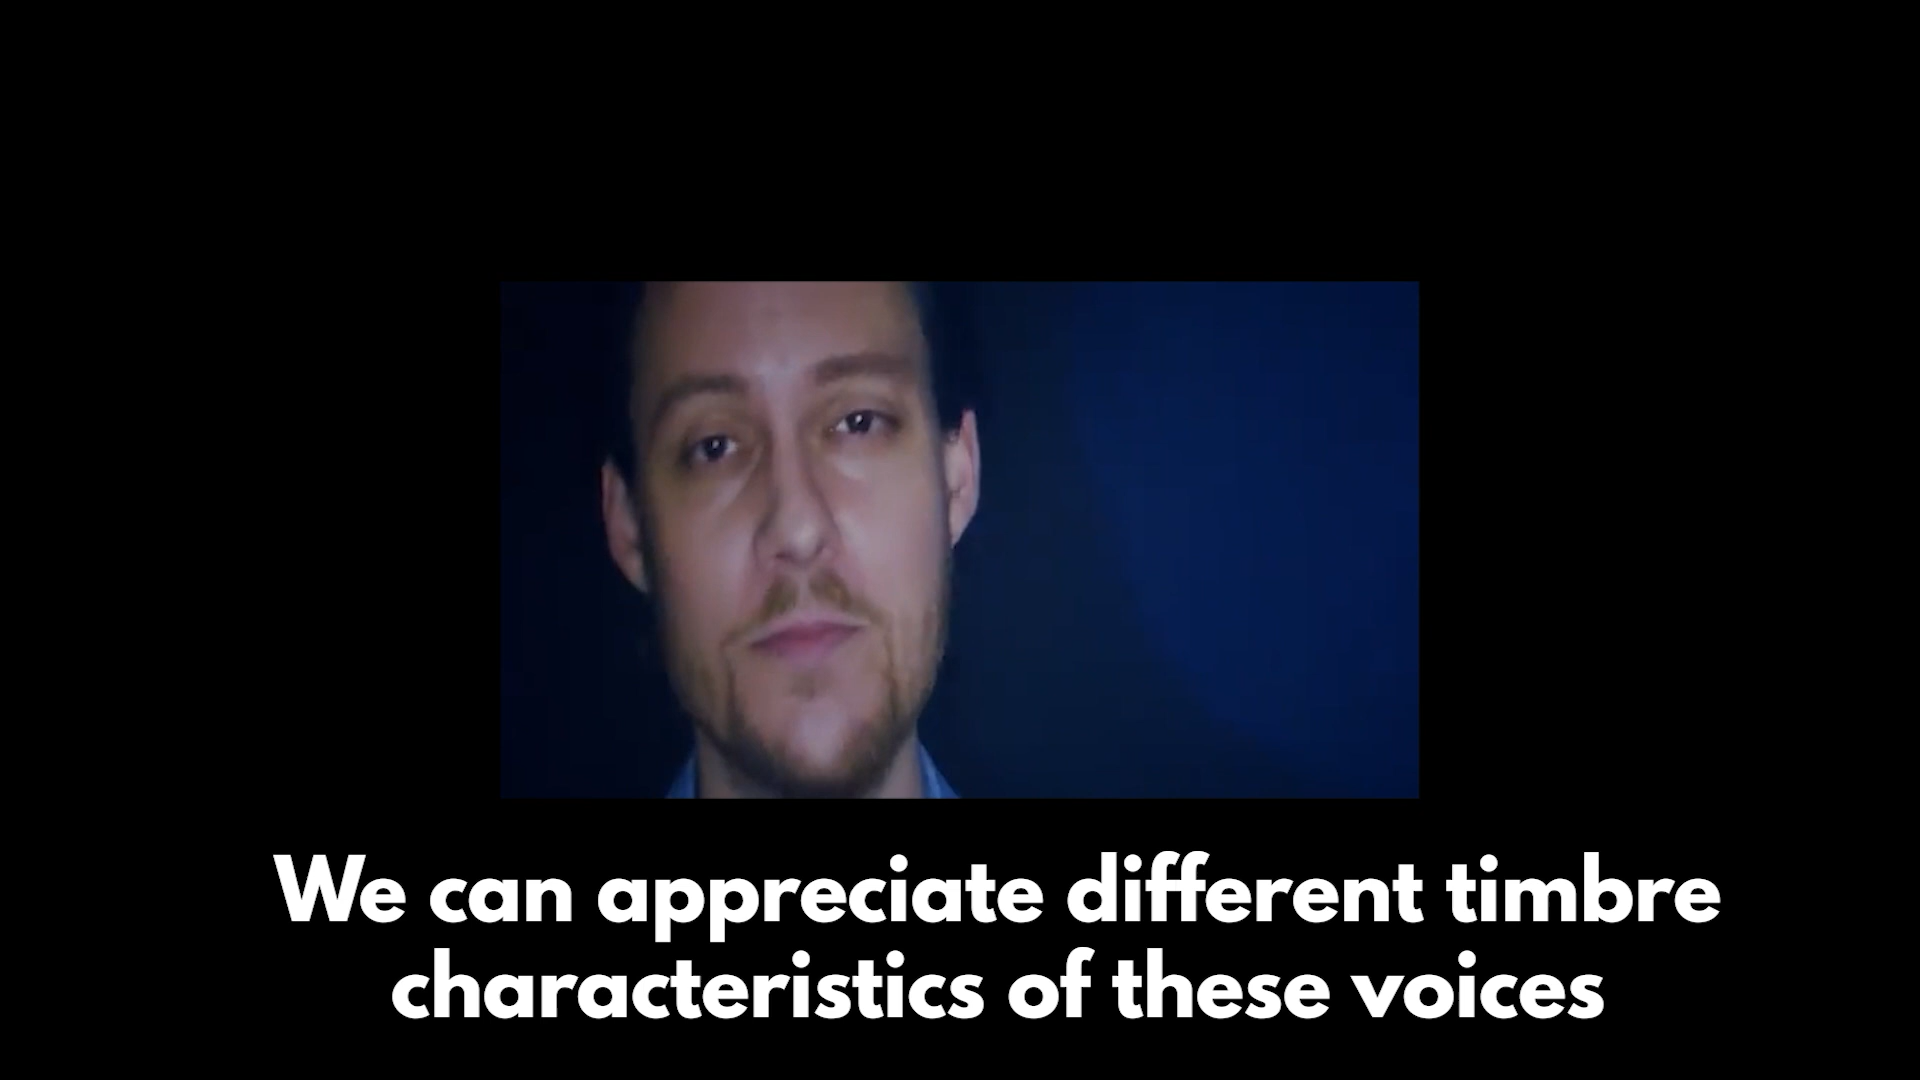 We can appreciate different timbre
characteristics of these voices